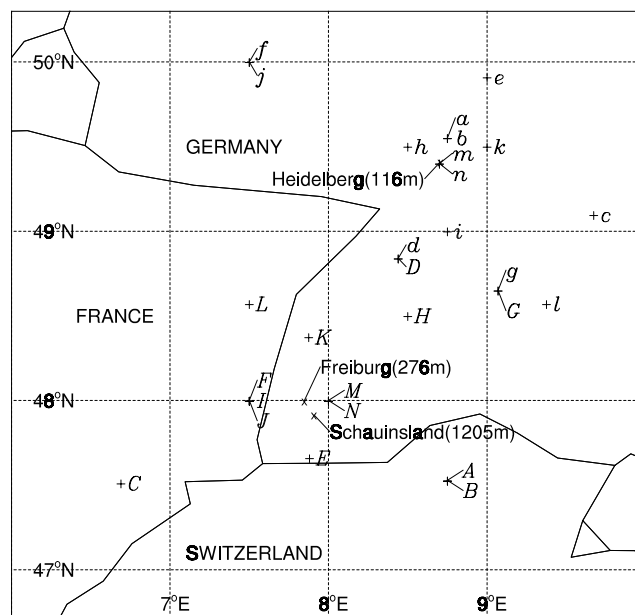 f
50°N
j
e
a
b
GERMANY
h
k
m
n
Heidelberg(116m)
c
49°N
i
d
D
g
G
L
l
FRANCE
H
K
Freiburg(276m)
F
M
48°N
I
N
J
Schauinsland(1205m)
E
A
C
B
SWITZERLAND
47°N
7°E
8°E
9°E